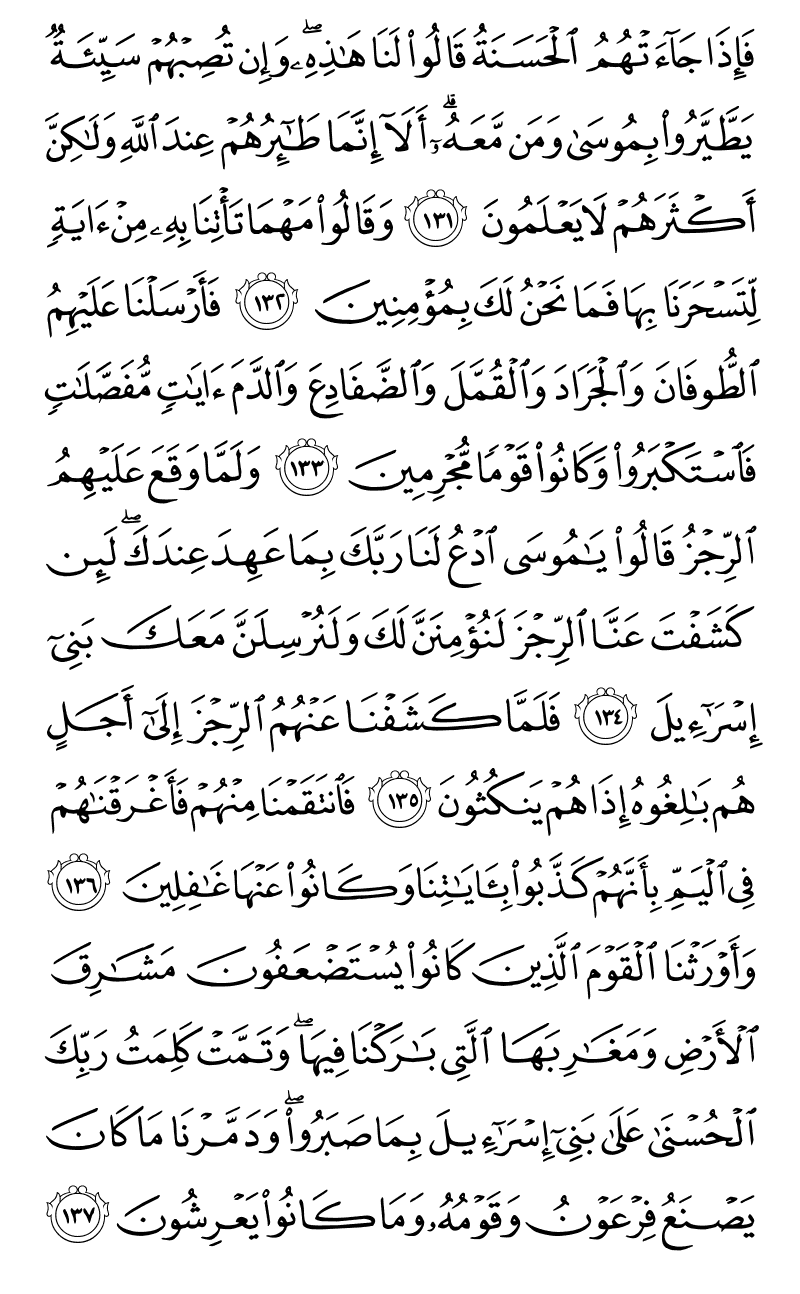 فَإِذَا جَآءَتْهُمُ ٱلْحَسَنَةُ قَالُوا۟ لَنَا هَـٰذِهِۦ ۖ وَإِن تُصِبْهُمْ سَيِّئَةٌ
يَطَّيَّرُوا۟ بِمُوسَىٰ وَمَن مَّعَهُۥٓ ۗ أَلَآ إِنَّمَا طَـٰٓئِرُهُمْ عِندَ ٱللَّهِ وَلَـٰكِنَّ
أَكْثَرَهُمْ لَا يَعْلَمُونَ ١٣١ وَقَالُوا۟ مَهْمَا تَأْتِنَا بِهِۦ مِنْ ءَايَةٍ
لِّتَسْحَرَنَا بِهَا فَمَا نَحْنُ لَكَ بِمُؤْمِنِينَ ١٣٢ فَأَرْسَلْنَا عَلَيْهِمُ
ٱلطُّوفَانَ وَٱلْجَرَادَ وَٱلْقُمَّلَ وَٱلضَّفَادِعَ وَٱلدَّمَ ءَايَـٰتٍ مُّفَصَّلَـٰتٍ
فَٱسْتَكْبَرُوا۟ وَكَانُوا۟ قَوْمًا مُّجْرِمِينَ ١٣٣ وَلَمَّا وَقَعَ عَلَيْهِمُ
ٱلرِّجْزُ قَالُوا۟ يَـٰمُوسَى ٱدْعُ لَنَا رَبَّكَ بِمَا عَهِدَ عِندَكَ ۖ لَئِن
كَشَفْتَ عَنَّا ٱلرِّجْزَ لَنُؤْمِنَنَّ لَكَ وَلَنُرْسِلَنَّ مَعَكَ بَنِىٓ
إِسْرَٰٓءِيلَ ١٣٤ فَلَمَّا كَشَفْنَا عَنْهُمُ ٱلرِّجْزَ إِلَىٰٓ أَجَلٍ
هُم بَـٰلِغُوهُ إِذَا هُمْ يَنكُثُونَ ١٣٥ فَٱنتَقَمْنَا مِنْهُمْ فَأَغْرَقْنَـٰهُمْ
فِى ٱلْيَمِّ بِأَنَّهُمْ كَذَّبُوا۟ بِـَٔايَـٰتِنَا وَكَانُوا۟ عَنْهَا غَـٰفِلِينَ ١٣٦
وَأَوْرَثْنَا ٱلْقَوْمَ ٱلَّذِينَ كَانُوا۟ يُسْتَضْعَفُونَ مَشَـٰرِقَ
ٱلْأَرْضِ وَمَغَـٰرِبَهَا ٱلَّتِى بَـٰرَكْنَا فِيهَا ۖ وَتَمَّتْ كَلِمَتُ رَبِّكَ
ٱلْحُسْنَىٰ عَلَىٰ بَنِىٓ إِسْرَٰٓءِيلَ بِمَا صَبَرُوا۟ ۖ وَدَمَّرْنَا مَا كَانَ
يَصْنَعُ فِرْعَوْنُ وَقَوْمُهُۥ وَمَا كَانُوا۟ يَعْرِشُونَ ١٣٧